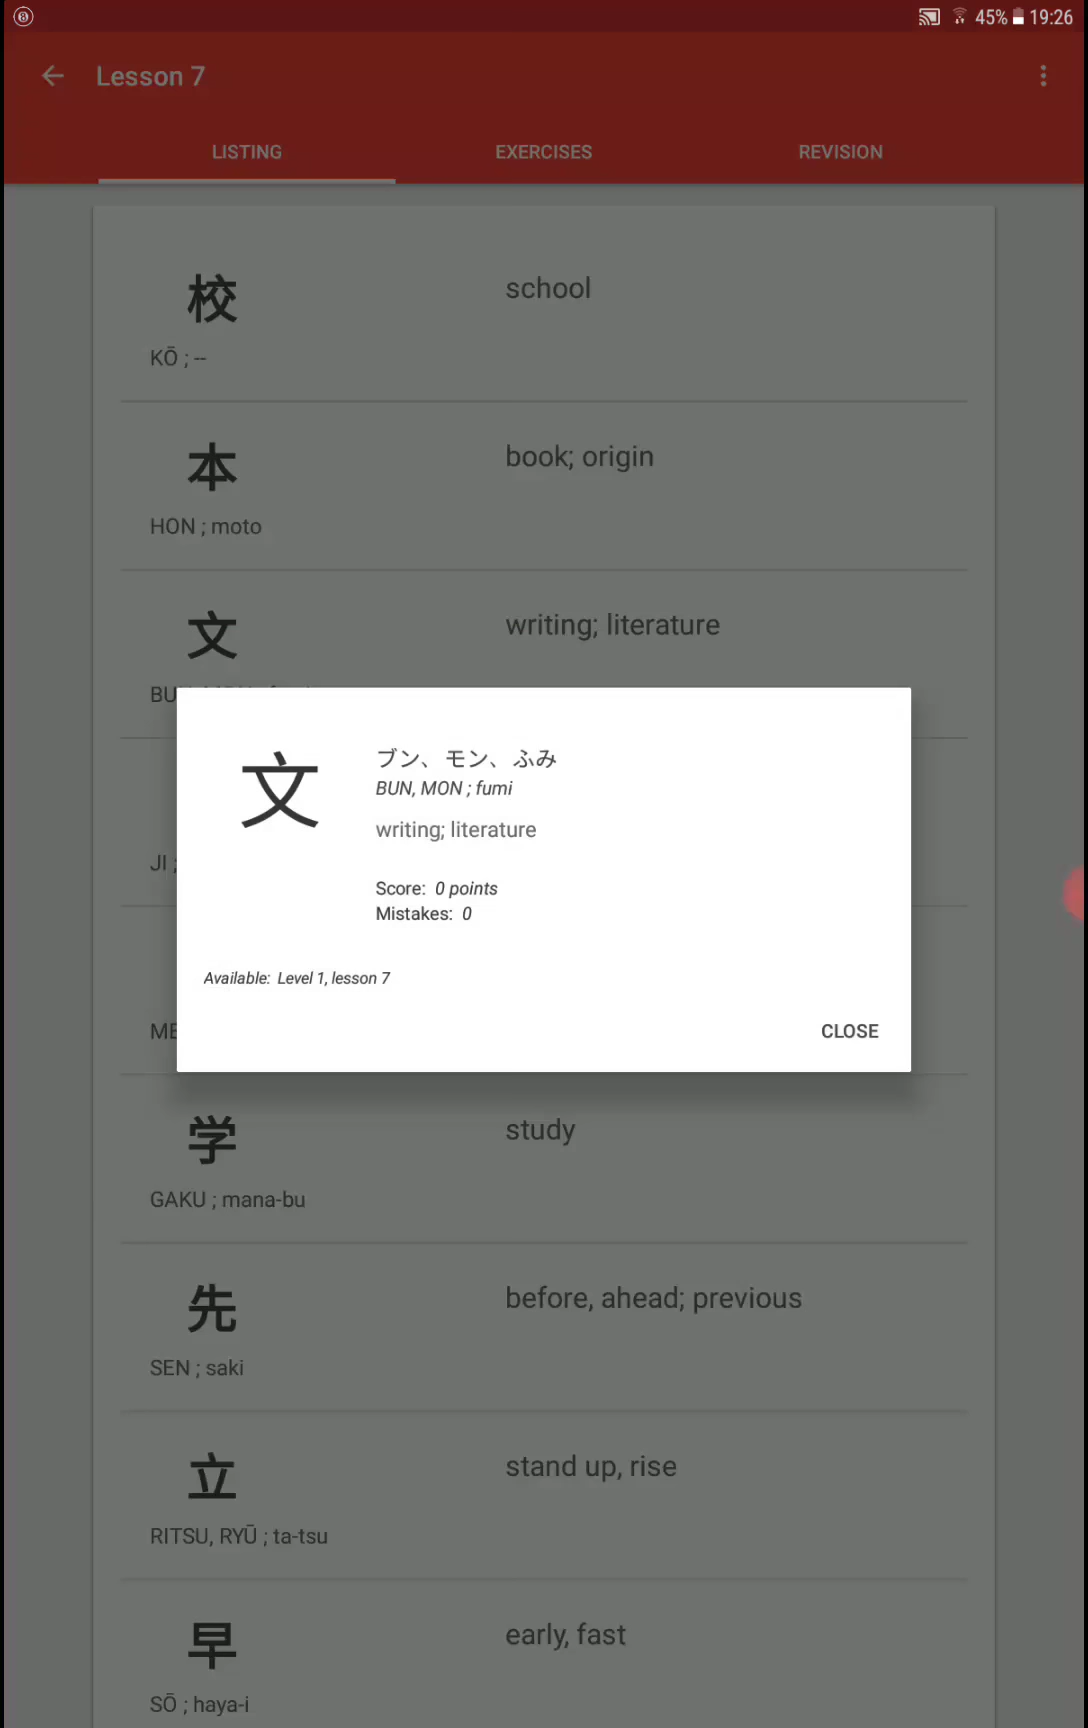 45% 19:26
Lesson 7
LISTING EXERCISES REVISION
校 school
KŌ ; --
本 book; origin
HON ; moto
文 writing; literature
BU
ブン、モン、ふみ
文
BUN, MON ; fumi
writing; literature
JI ;
Score: 0 points
Mistakes: 0
Available: Level 1, lesson 7
ME
CLOSE
学 study
GAKU ; mana-bu
先 before, ahead; previous
SEN ; saki
立 stand up, rise
RITSU, RYŪ ; ta-tsu
早 early, fast
SŌ ; haya-i